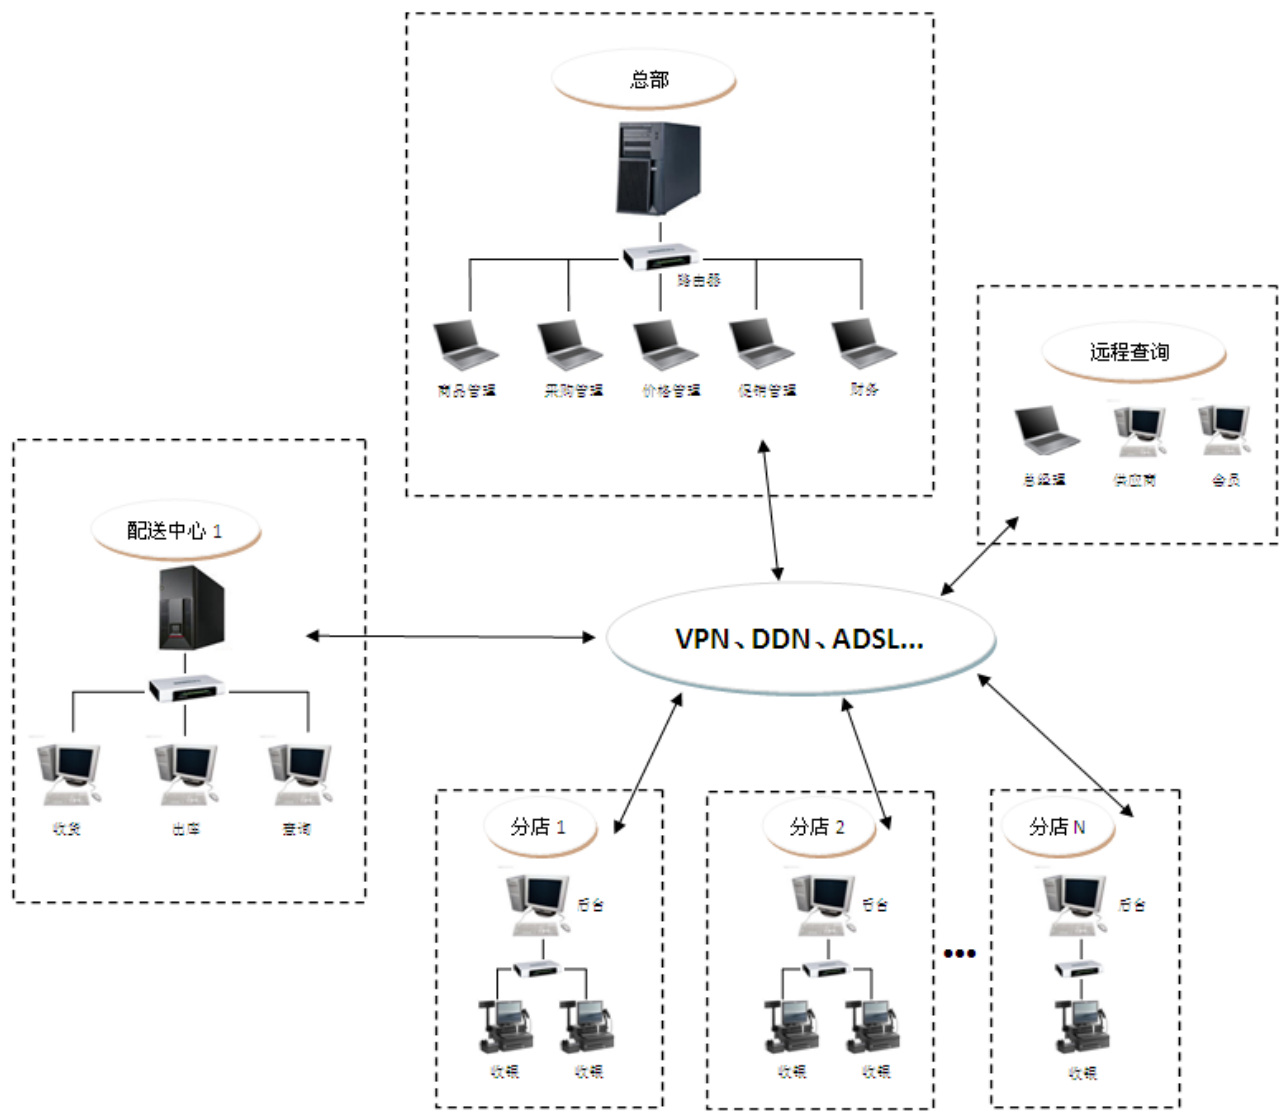 总部
路由器
商品管理
采购管理
价格管理
促销管理
财务
远程查询
总经理
供应商
会员
配送中心 1
收货
出库
查询
VPN、DDN、ADSL...
分店 1
后台
收银
收银
分店 2
后台
收银
收银
•••
分店 N
后台
收银